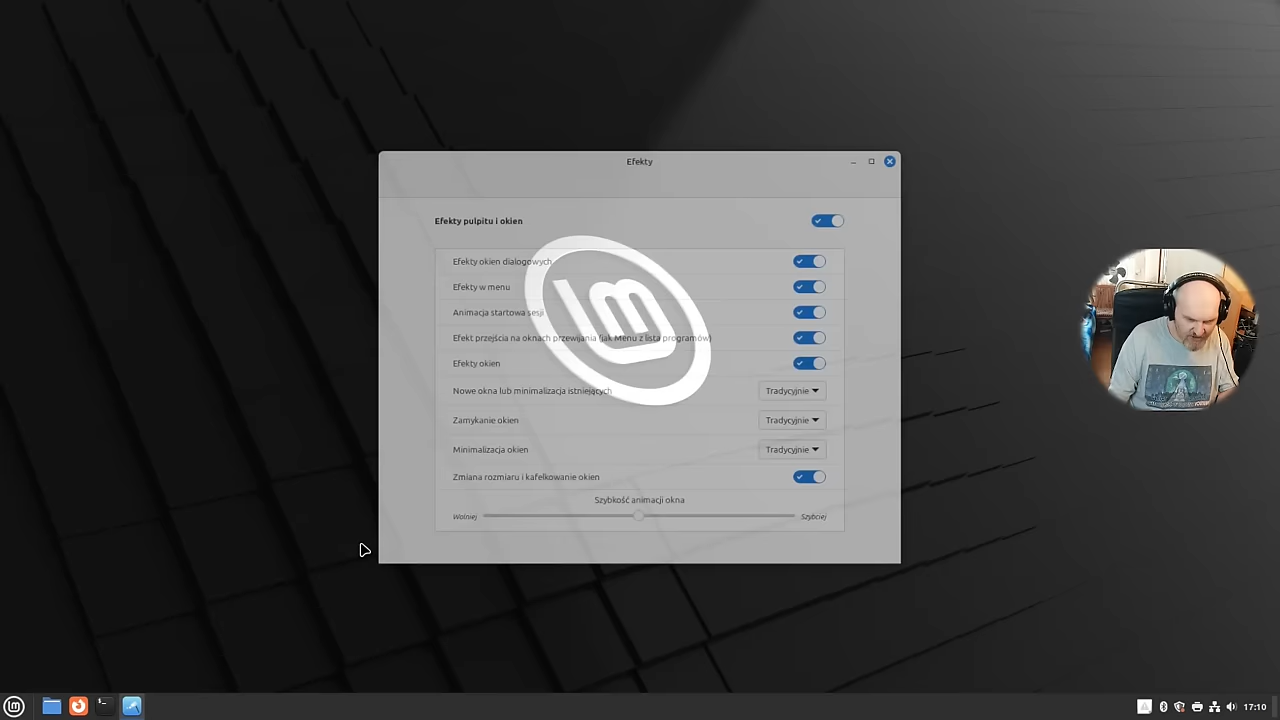 Efekty
Efekty pulpitu i okien
Efekty okien dialogowych
Efekty w menu
Animacja startowa sesji
Efekt przejścia na oknach przewijania (jak Menu z listą programów)
Efekty okien
Nowe okna lub minimalizacja istniejących
Tradycyjnie
Zamykanie okien
Tradycyjnie
Minimalizacja okien
Tradycyjnie
Zmiana rozmiaru i kafelkowanie okien
Szybkość animacji okna
Wolniej
Szybciej
17:10